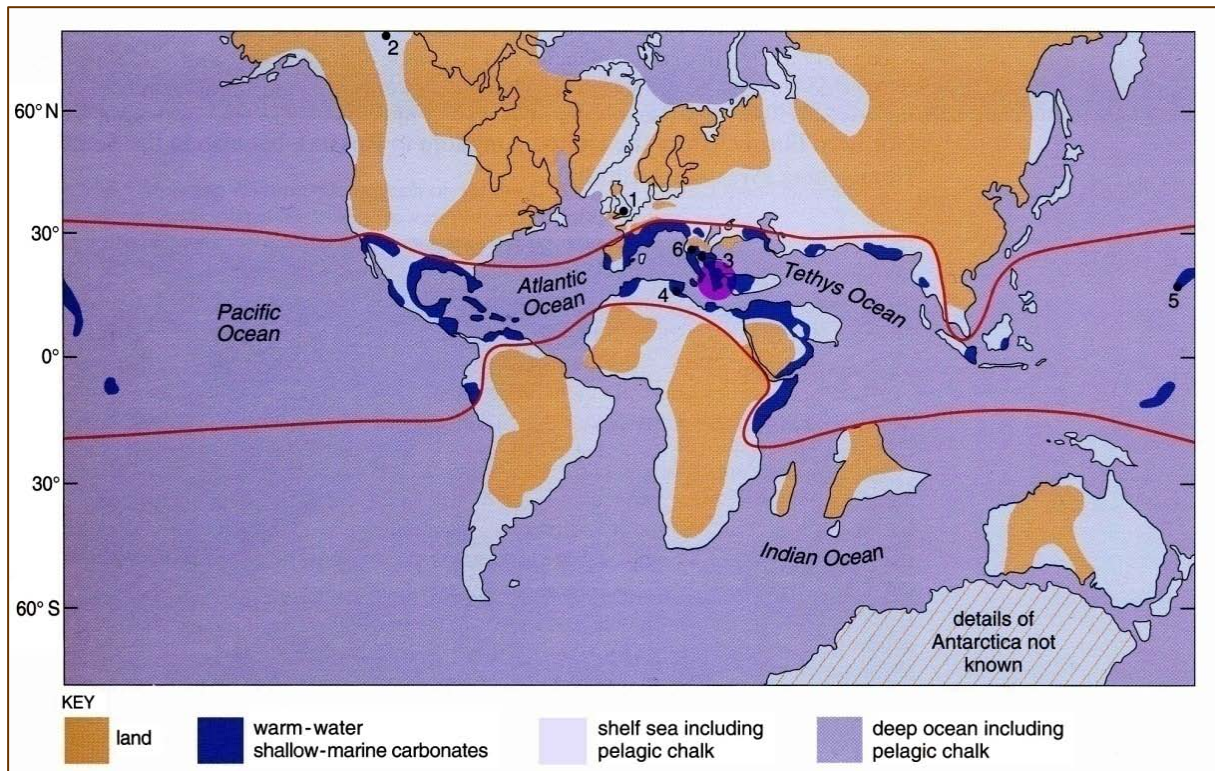 2
60° N
1
30°
6
3
Atlantic
Ocean
Tethys Ocean
4
5
Pacific
Ocean
0°
30°
Indian Ocean
60° S
details of
Antarctica not
known
KEY
land
warm-water
shallow-marine carbonates
shelf sea including
pelagic chalk
deep ocean including
pelagic chalk